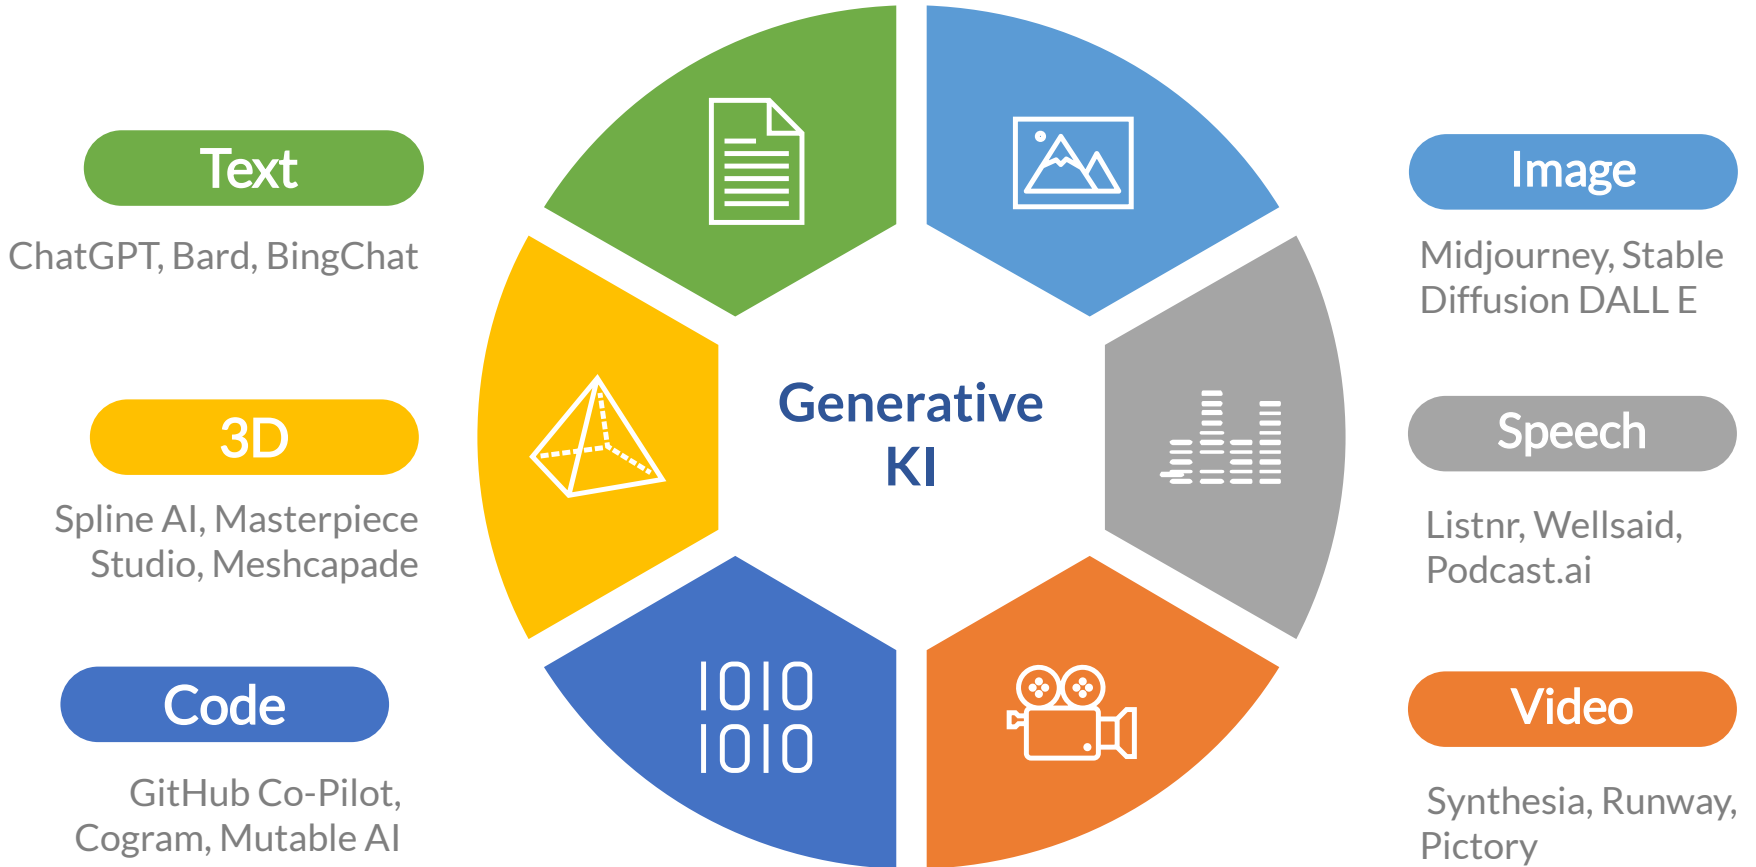 Text
ChatGPT, Bard, BingChat
3D
Spline AI, Masterpiece
Studio, Meshcapade
Code
GitHub Co-Pilot,
Cogram, Mutable AI
Generative
KI
1010
1010
Image
Midjourney, Stable
Diffusion DALL E
Speech
Listnr, Wellsaid,
Podcast.ai
Video
Synthesia, Runway,
Pictory